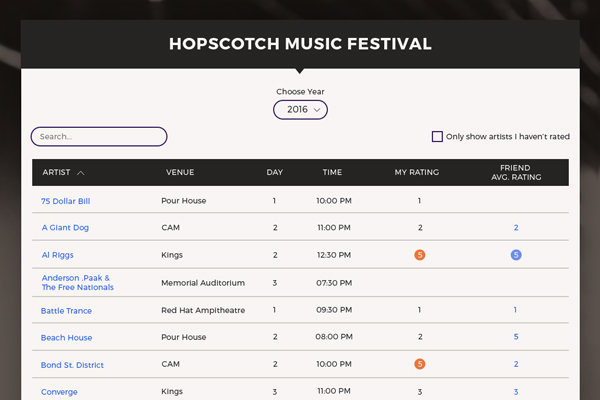 HOPSCOTCH MUSIC FESTIVAL
Choose Year
2016
Search...
Only show artists I haven't rated
ARTIST VENUE DAY TIME MY RATING FRIEND AVG. RATING
75 Dollar Bill Pour House 1 10:00 PM 1
A Giant Dog CAM 2 11:00 PM 2 2
Al Riggs Kings 2 12:30 PM 5 5
Anderson .Paak &
The Free Nationals Memorial Auditorium 3 07:30 PM
Battle Trance Red Hat Ampitheatre 1 09:30 PM 1 1
Beach House Pour House 2 08:00 PM 2 5
Bond St. District CAM 2 10:00 PM 5 2
Converge Kings 3 11:00 PM 3 3